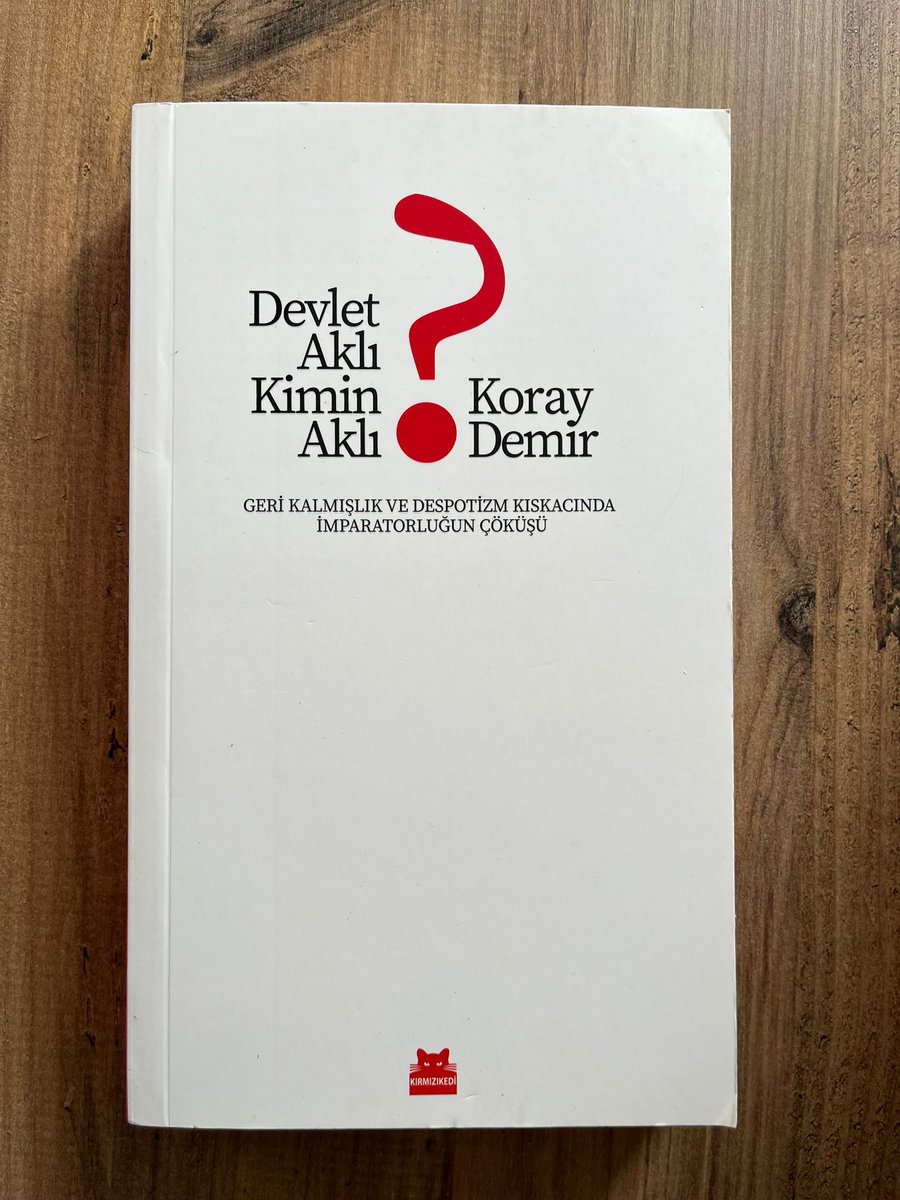 Devlet
Aklı
Kimin
Aklı
?
Koray
Demir
GERİ KALMIŞLIK VE DESPOTİZM KISKACINDA
İMPARATORLUĞUN ÇÖKÜŞÜ
KIRMIZIKEDİ